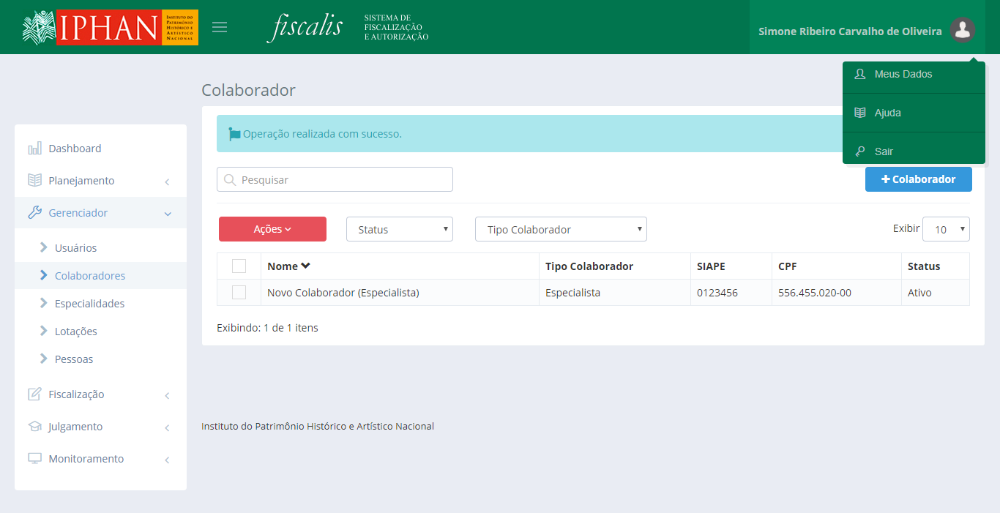 IPHAN
INSTITUTO DO
PATRIMÔNIO
HISTÓRICO E
ARTÍSTICO
NACIONAL
fiscalis
SISTEMA DE
FISCALIZAÇÃO
E AUTORIZAÇÃO
Simone Ribeiro Carvalho de Oliveira
Meus Dados
Ajuda
Sair
Dashboard
Planejamento
Gerenciador
Usuários
Colaboradores
Especialidades
Lotações
Pessoas
Fiscalização
Julgamento
Monitoramento
Colaborador
Operação realizada com sucesso.
Pesquisar
+ Colaborador
Ações Status Tipo Colaborador Exibir 10
Nome Tipo Colaborador SIAPE CPF Status
Novo Colaborador (Especialista) Especialista 0123456 556.455.020-00 Ativo
Exibindo: 1 de 1 itens
Instituto do Patrimônio Histórico e Artístico Nacional